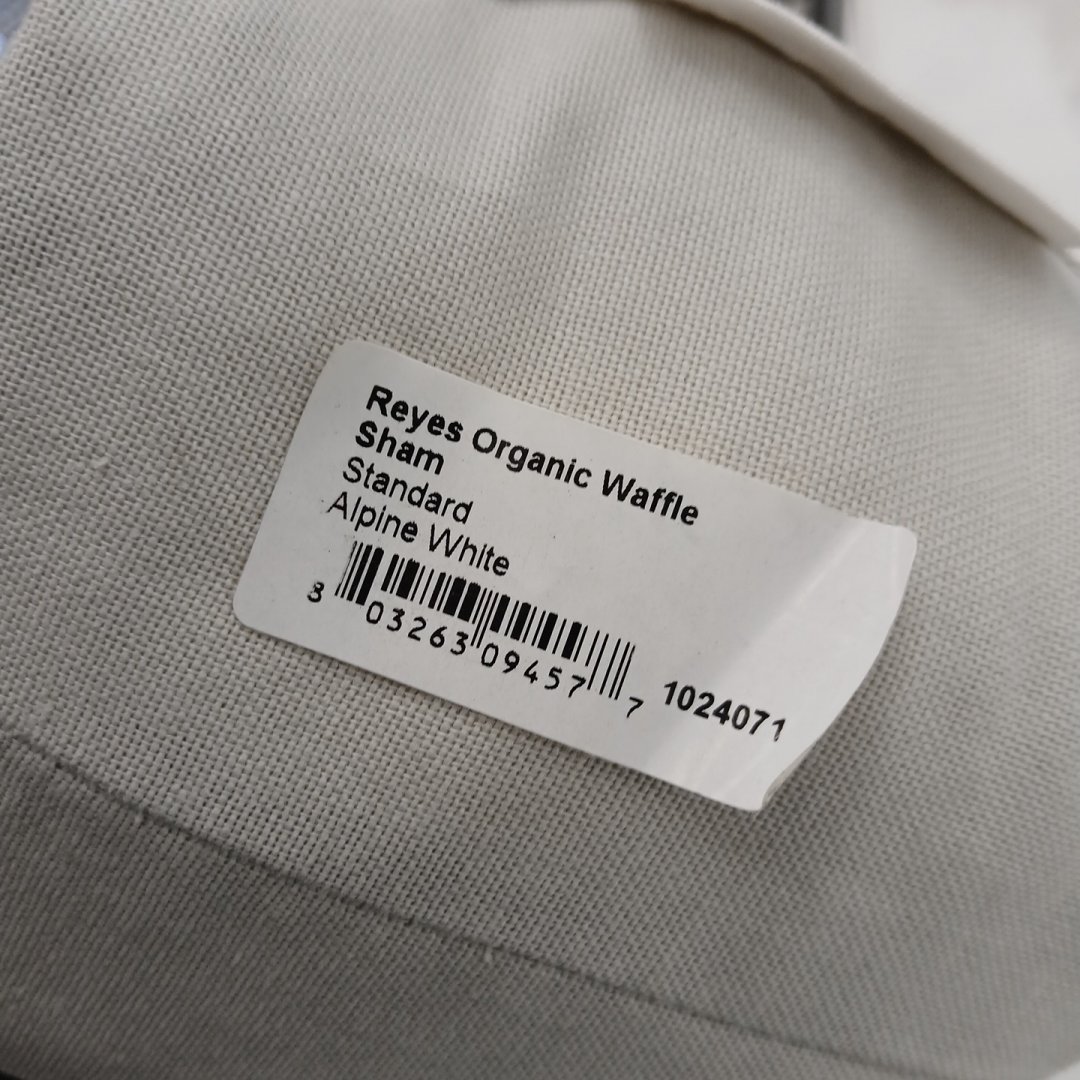 Reyes Organic Waffle
Sham
Standard
Alpine White
3 03263 09457 7 1024071